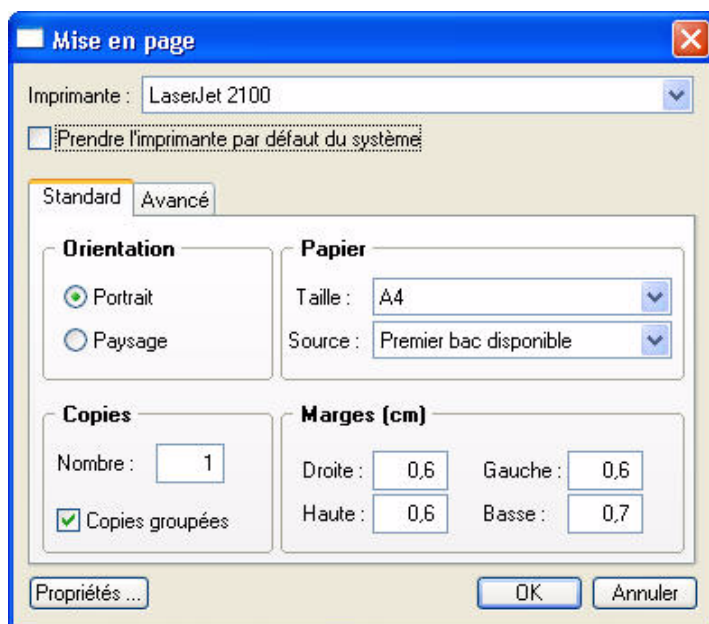 Mise en page
Imprimante : LaserJet 2100
Prendre l'imprimante par défaut du système
Standard Avancé
Orientation
Portrait
Paysage
Papier
Taille : A4
Source : Premier bac disponible
Copies
Nombre : 1
Copies groupées
Marges (cm)
Droite : 0,6 Gauche : 0,6
Haute : 0,6 Basse : 0,7
Propriétés ... OK Annuler